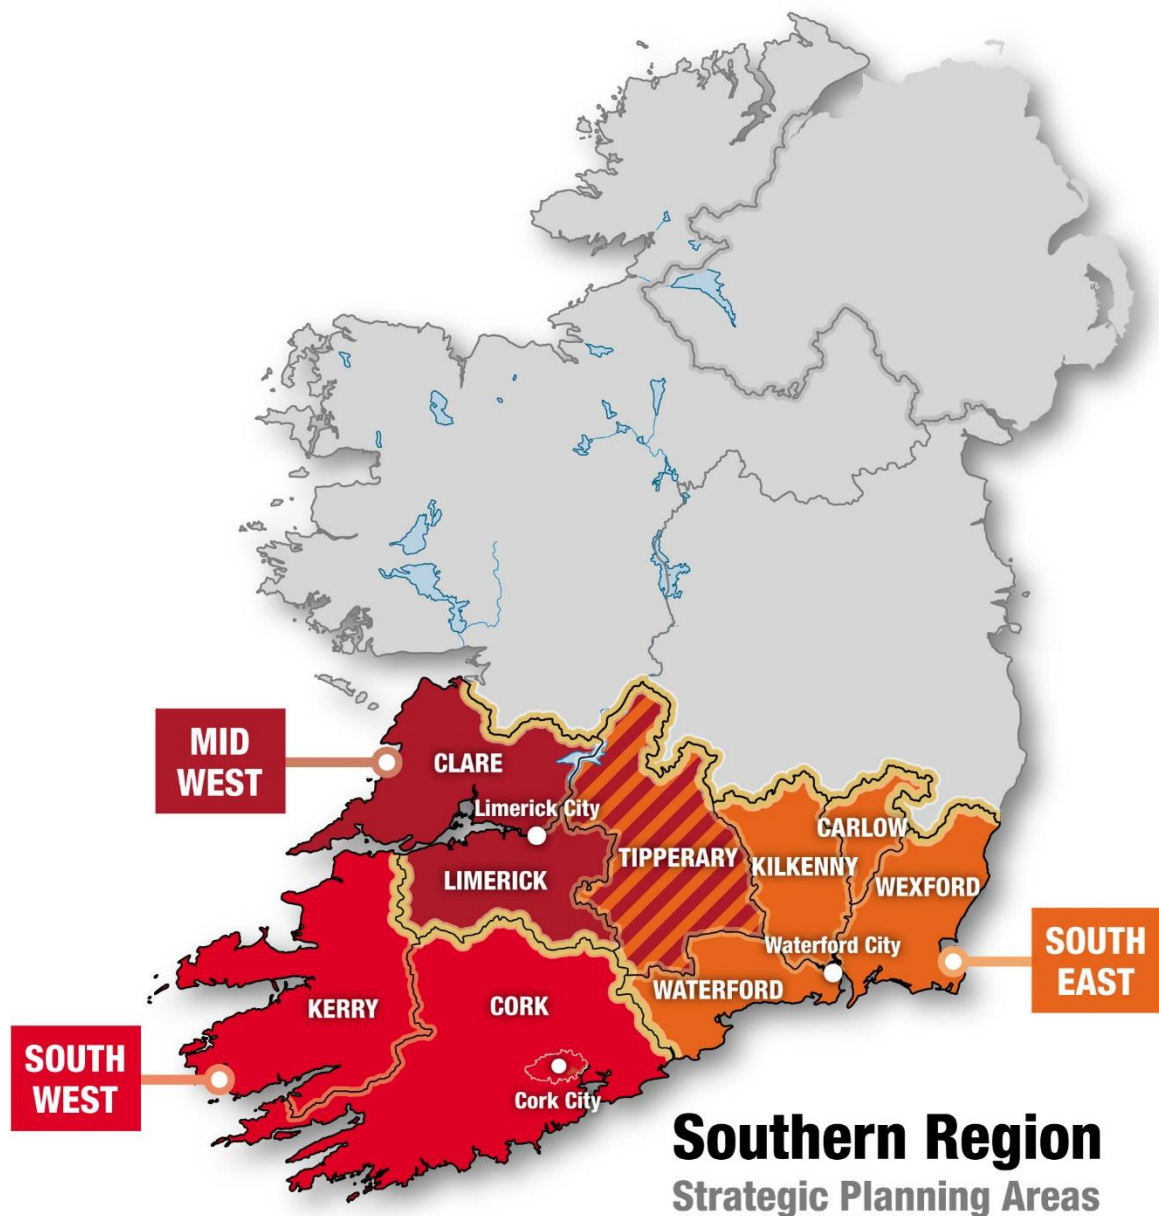 MID
WEST
CLARE
Limerick City
LIMERICK
TIPPERARY
CARLOW
KILKENNY
WEXFORD
Waterford City
WATERFORD
SOUTH
EAST
KERRY
CORK
SOUTH
WEST
Cork City
Southern Region
Strategic Planning Areas